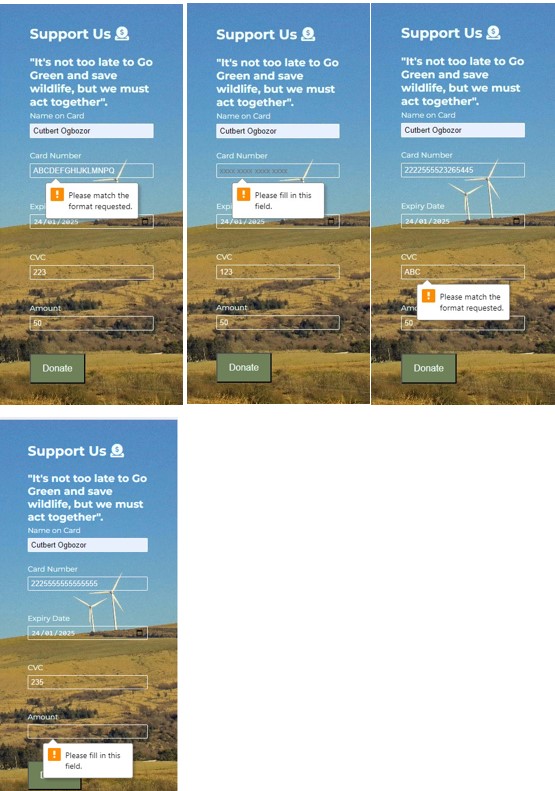 Support Us
"It's not too late to Go
Green and save
wildlife, but we must
act together".
Name on Card
Cutbert Ogbozor
Card Number
ABCDEFGHIJKLMNPQ
Please match the
format requested.
Expi
24/01/2025
CVC
223
Amount
50
Donate
Support Us
"It's not too late to Go
Green and save
wildlife, but we must
act together".
Name on Card
Cutbert Ogbozor
Card Number
xxxx xxxx xxxx xxxx
Please fill in this
field.
Expi
24/01/2025
CVC
123
Amount
50
Donate
Support Us
"It's not too late to Go
Green and save
wildlife, but we must
act together".
Name on Card
Cutbert Ogbozor
Card Number
2222555523265445
Expiry Date
24/01/2025
CVC
ABC
Please match the
format requested.
Amo
50
Donate
Support Us
"It's not too late to Go
Green and save
wildlife, but we must
act together".
Name on Card
Cutbert Ogbozor
Card Number
2225555555555555
Expiry Date
24/01/2025
CVC
235
Amount
Please fill in this
field.
D